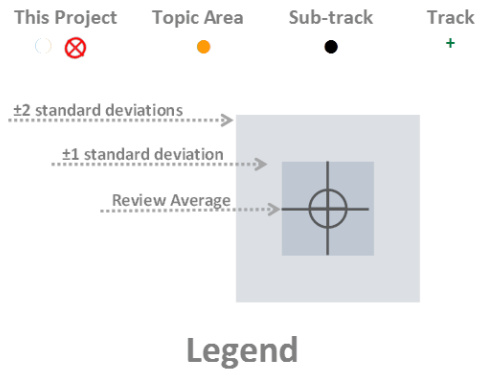 This Project Topic Area Sub-track Track
±2 standard deviations
±1 standard deviation
Review Average
Legend